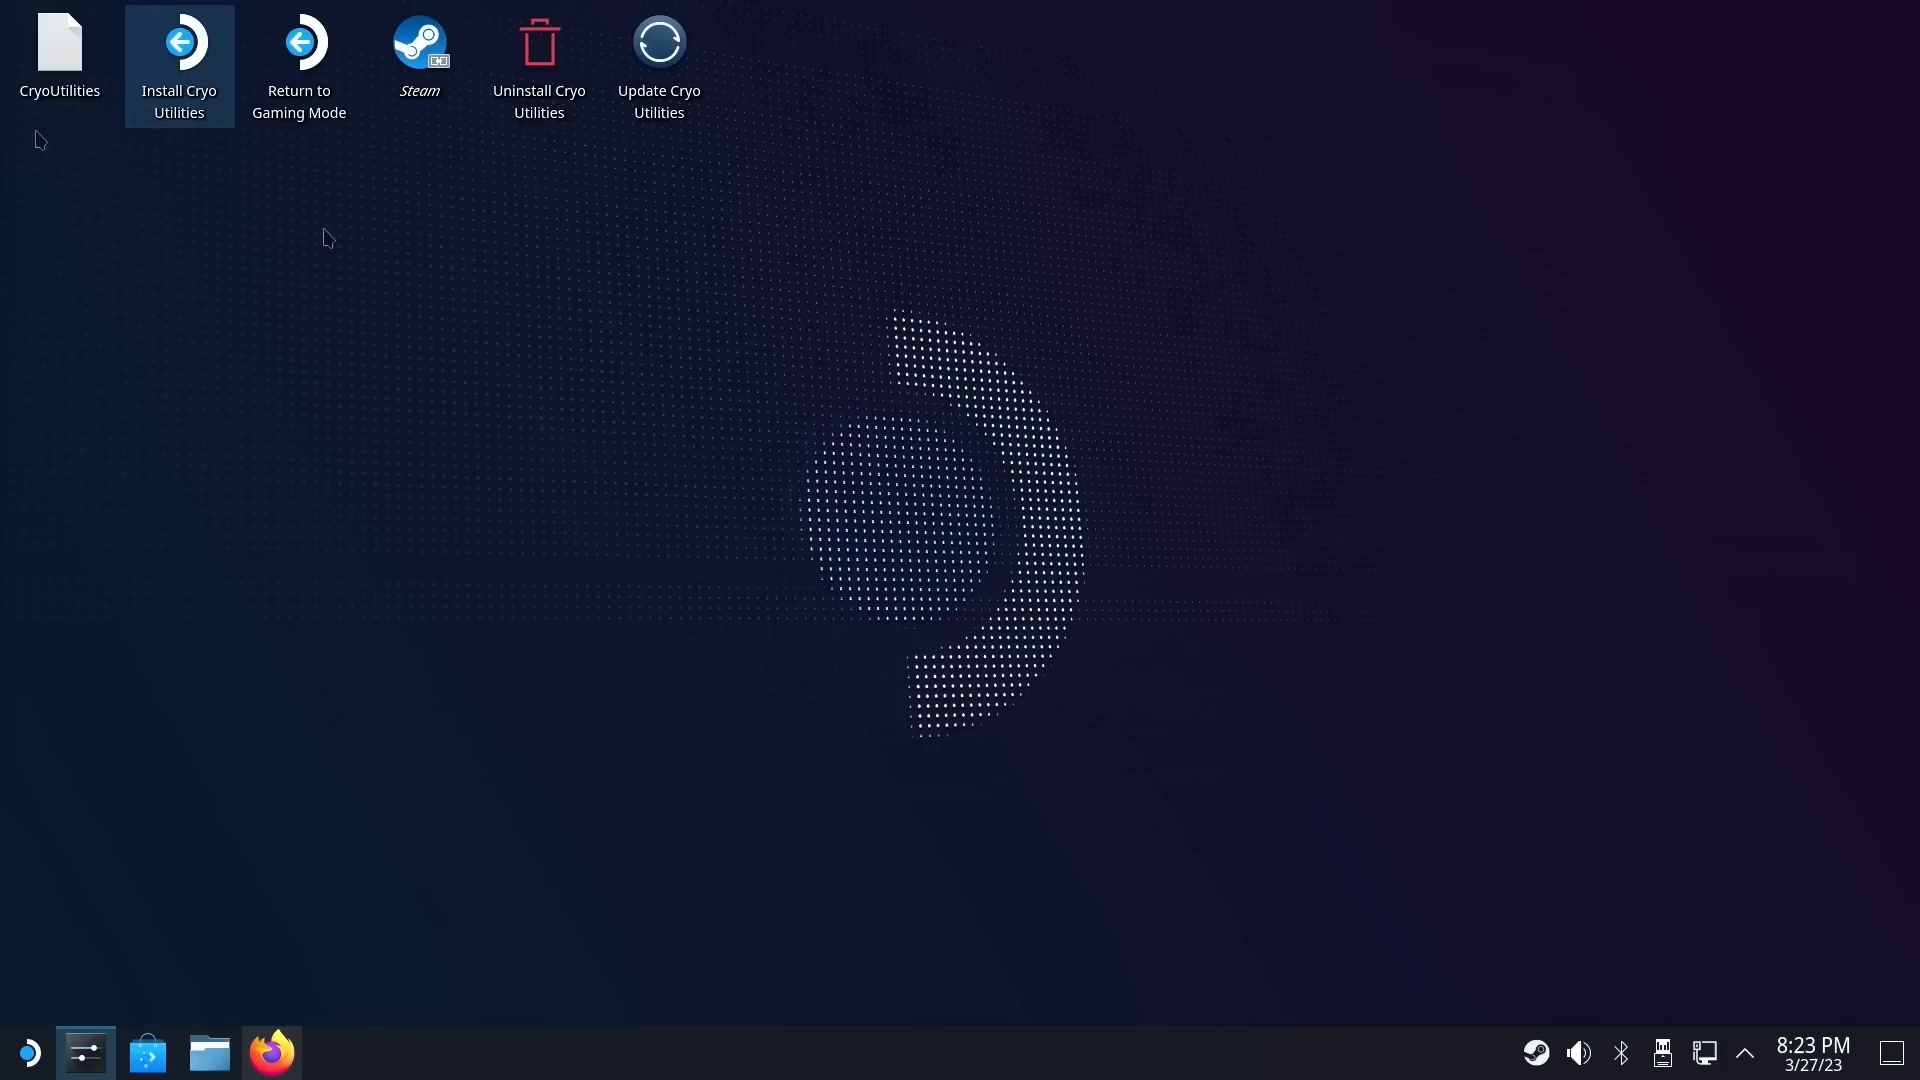 CryoUtilities
Install Cryo
Utilities
Return to
Gaming Mode
Steam
Uninstall Cryo
Utilities
Update Cryo
Utilities
8:23 PM
3/27/23